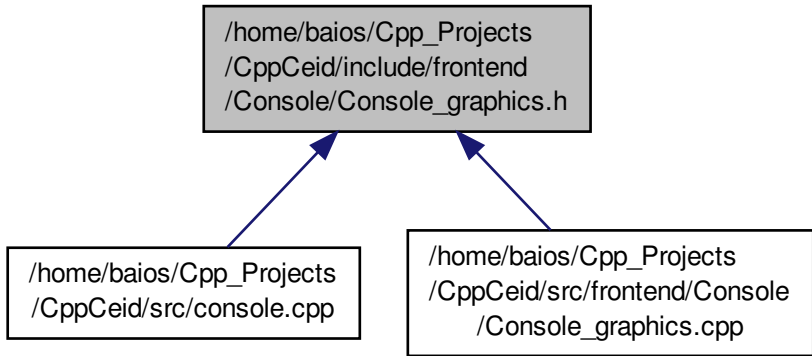 /home/baios/Cpp_Projects
/CppCeid/include/frontend
/Console/Console_graphics.h
/home/baios/Cpp_Projects
/CppCeid/src/console.cpp
/home/baios/Cpp_Projects
/CppCeid/src/frontend/Console
/Console_graphics.cpp